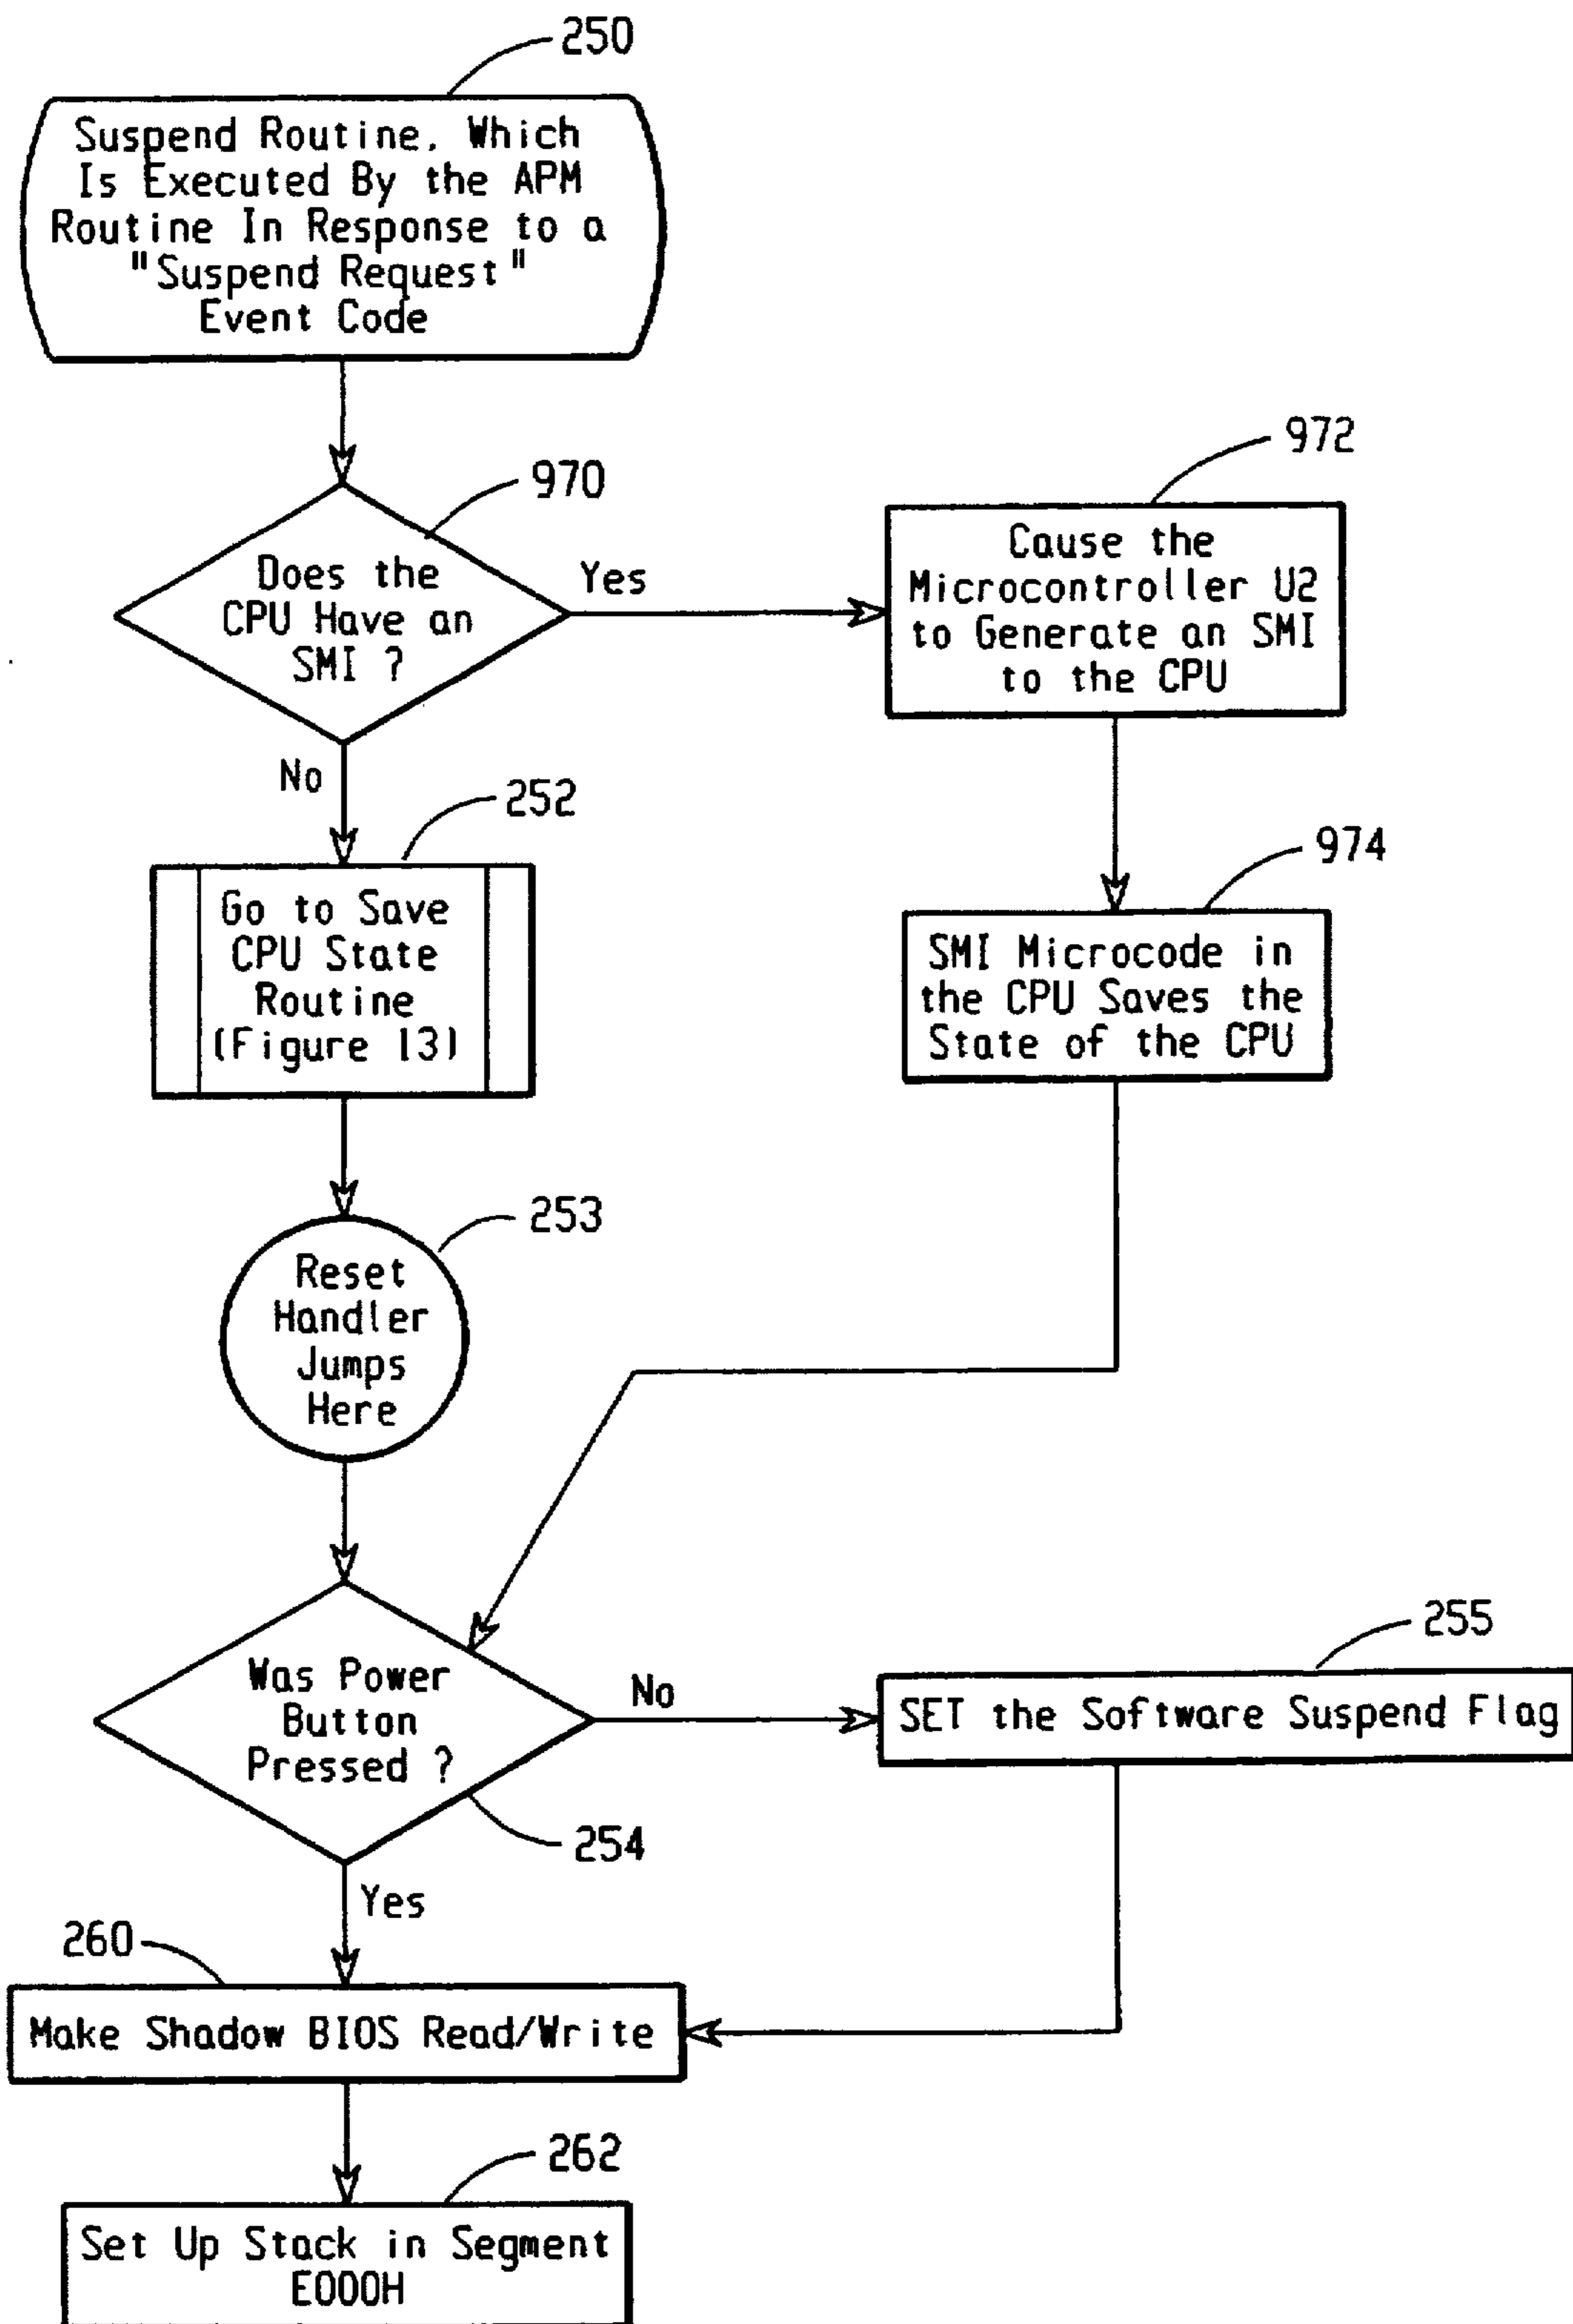 250
Suspend Routine, Which
Is Executed By the APM
Routine In Response to a
"Suspend Request"
Event Code
970
Does the
CPU Have an
SMI ?
Yes
No
972
Cause the
Microcontroller U2
to Generate an SMI
to the CPU
252
Go to Save
CPU State
Routine
(Figure 13)
974
SMI Microcode in
the CPU Saves the
State of the CPU
253
Reset
Handler
Jumps
Here
Was Power
Button
Pressed ?
254
No
Yes
255
SET the Software Suspend Flag
260
Make Shadow BIOS Read/Write
262
Set Up Stack in Segment
E000H